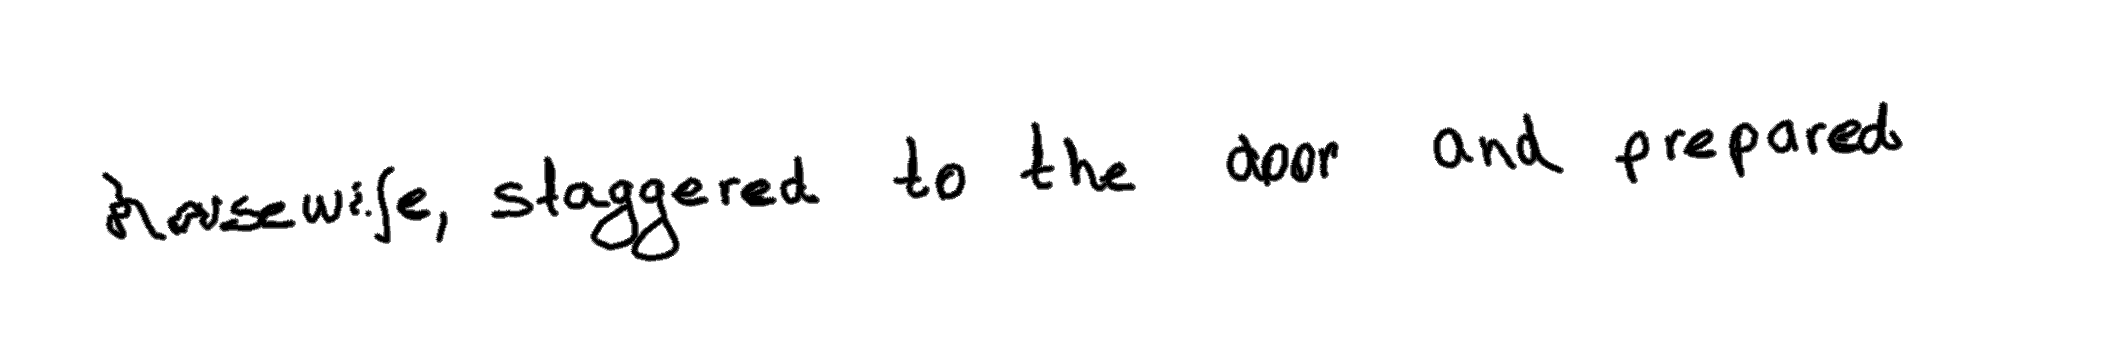 housewife, staggered to the door and prepared